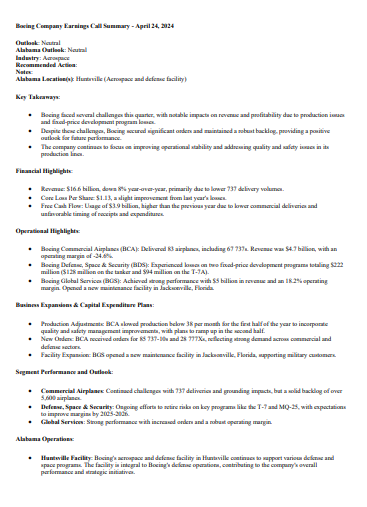 Boeing Company Earnings Call Summary - April 24, 2024
Outlook: Neutral
Alabama Outlook: Neutral
Industry: Aerospace
Recommended Action:
Notes:
Alabama Location(s): Huntsville (Aerospace and defense facility)
Key Takeaways:
• Boeing faced several challenges this quarter, with notable impacts on revenue and profitability due to production issues
and fixed-price development program losses.
• Despite these challenges, Boeing secured significant orders and maintained a robust backlog, providing a positive
outlook for future performance.
• The company continues to focus on improving operational stability and addressing quality and safety issues in its
production lines.
Financial Highlights:
• Revenue: $16.6 billion, down 8% year-over-year, primarily due to lower 737 delivery volumes.
• Core Loss Per Share: $1.13, a slight improvement from last year's losses.
• Free Cash Flow: Usage of $3.9 billion, higher than the previous year due to lower commercial deliveries and
unfavorable timing of receipts and expenditures.
Operational Highlights:
• Boeing Commercial Airplanes (BCA): Delivered 83 airplanes, including 67 737s. Revenue was $4.7 billion, with an
operating margin of -24.6%.
• Boeing Defense, Space & Security (BDS): Experienced losses on two fixed-price development programs totaling $222
million ($128 million on the tanker and $94 million on the T-7A).
• Boeing Global Services (BGS): Achieved strong performance with $5 billion in revenue and an 18.2% operating
margin. Opened a new maintenance facility in Jacksonville, Florida.
Business Expansions & Capital Expenditure Plans:
• Production Adjustments: BCA slowed production below 38 per month for the first half of the year to incorporate
quality and safety management improvements, with plans to ramp up in the second half.
• New Orders: BCA received orders for 85 737-10s and 28 777Xs, reflecting strong demand across commercial and
defense sectors.
• Facility Expansion: BGS opened a new maintenance facility in Jacksonville, Florida, supporting military customers.
Segment Performance and Outlook:
• Commercial Airplanes: Continued challenges with 737 deliveries and grounding impacts, but a solid backlog of over
5,600 airplanes.
• Defense, Space & Security: Ongoing efforts to retire risks on key programs like the T-7 and MQ-25, with expectations
to improve margins by 2025-2026.
• Global Services: Strong performance with increased orders and a robust operating margin.
Alabama Operations:
• Huntsville Facility: Boeing's aerospace and defense facility in Huntsville continues to support various defense and
space programs. The facility is integral to Boeing's defense operations, contributing to the company's overall
performance and strategic initiatives.